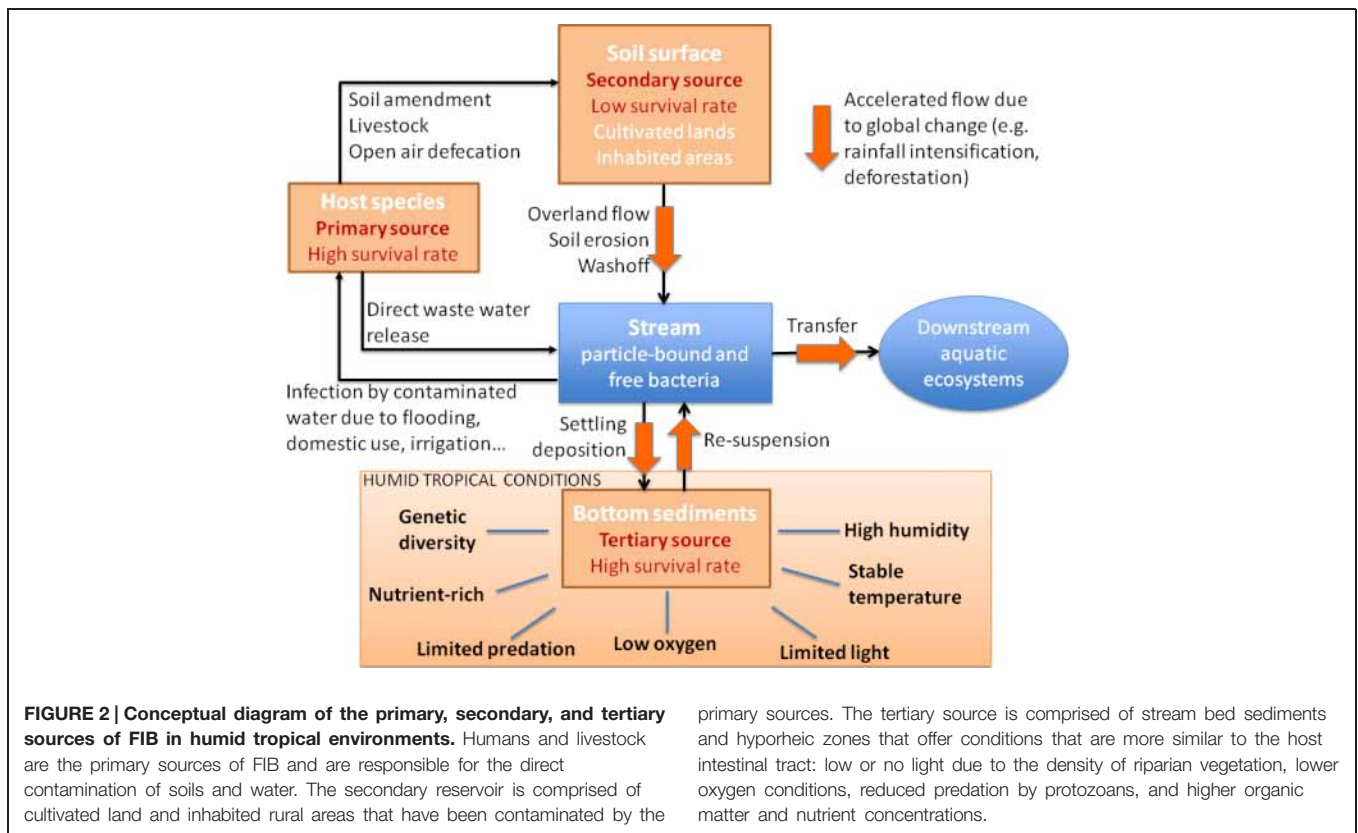 Soil surface
Secondary source
Low survival rate
Cultivated lands
Inhabited areas
Soil amendment
Livestock
Open air defecation
Accelerated flow due
to global change (e.g.
rainfall intensification,
deforestation)
Host species
Primary source
High survival rate
Overland flow
Soil erosion
Washoff
Direct waste water
release
Stream
particle-bound and
free bacteria
Transfer
Downstream
aquatic
ecosystems
Infection by contaminated
water due to flooding,
domestic use, irrigation...
Settling
deposition
Re-suspension
HUMID TROPICAL CONDITIONS
Bottom sediments
Tertiary source
High survival rate
Genetic
diversity
Nutrient-rich
Limited predation
Low oxygen
Limited light
Stable
temperature
High humidity
FIGURE 2 | Conceptual diagram of the primary, secondary, and tertiary
sources of FIB in humid tropical environments. Humans and livestock
are the primary sources of FIB and are responsible for the direct
contamination of soils and water. The secondary reservoir is comprised of
cultivated land and inhabited rural areas that have been contaminated by the
primary sources. The tertiary source is comprised of stream bed sediments
and hyporheic zones that offer conditions that are more similar to the host
intestinal tract: low or no light due to the density of riparian vegetation, lower
oxygen conditions, reduced predation by protozoans, and higher organic
matter and nutrient concentrations.